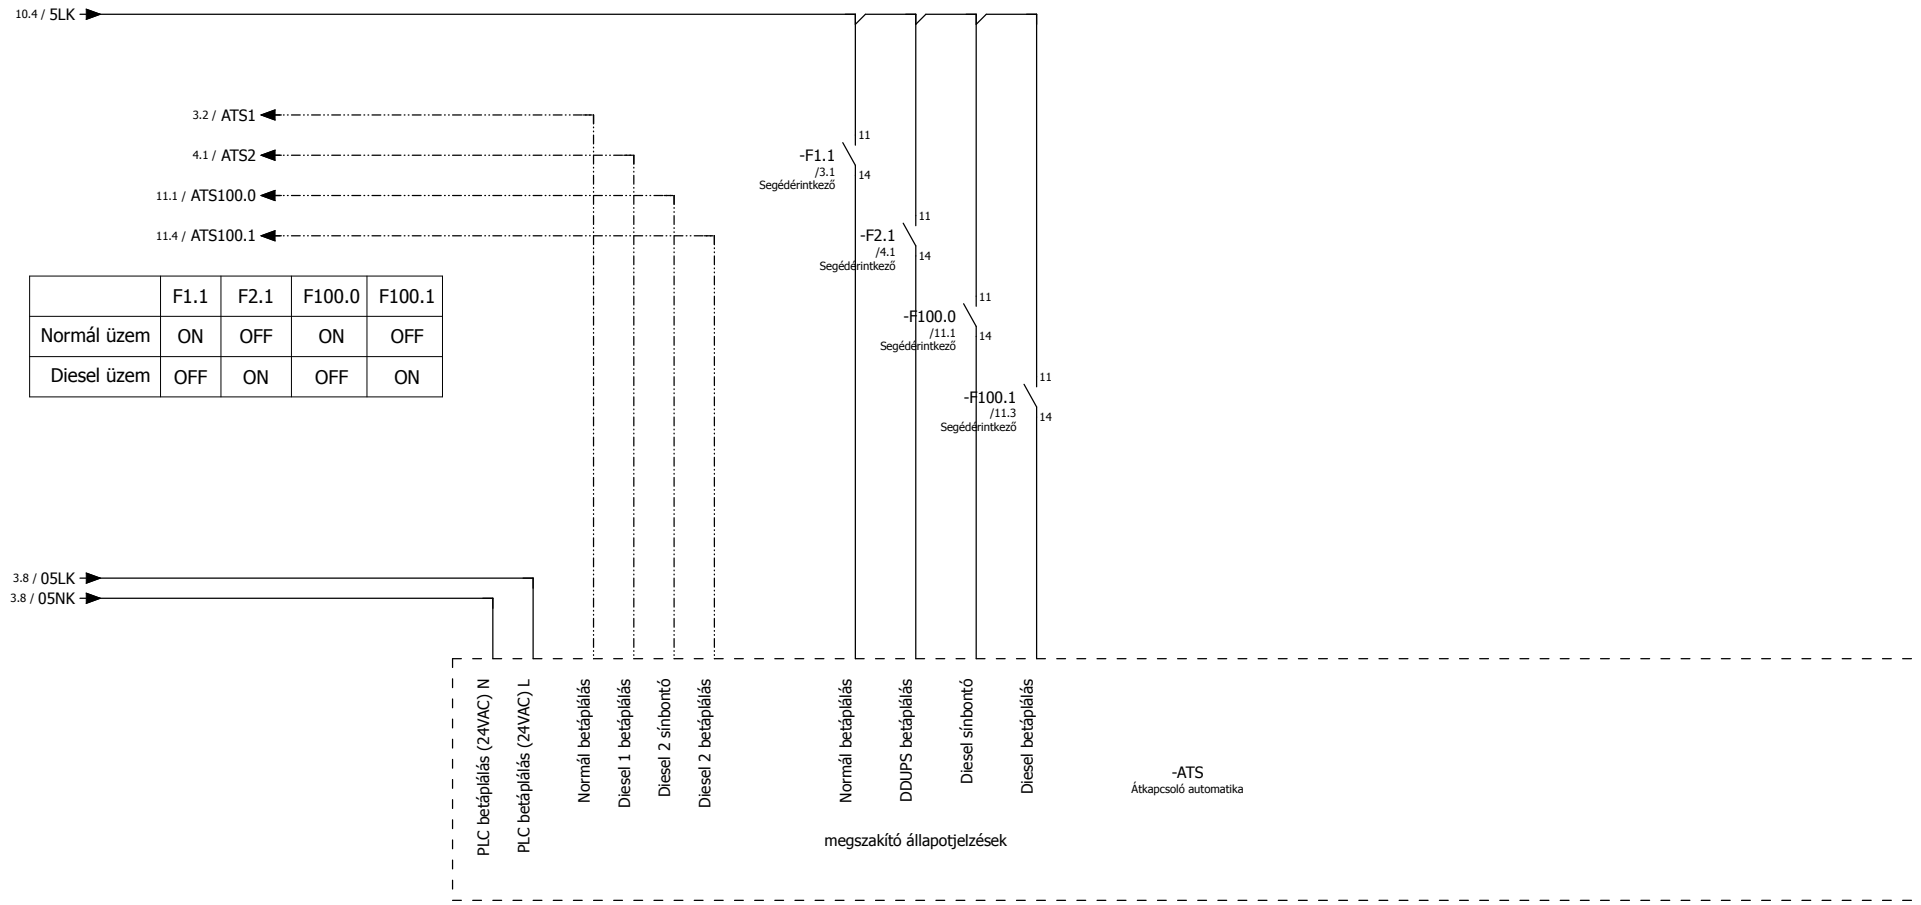 10.4 / 5LK
3.2 / ATS1
4.1 / ATS2
11.1 / ATS100.0
11.4 / ATS100.1
11
-F1.1
/3.1
14
Segédérintkező
11
-F2.1
/4.1
14
Segédérintkező
11
-F100.0
/11.1
14
Segédérintkező
11
-F100.1
/11.3
14
Segédérintkező
F1.1 F2.1 F100.0 F100.1
Normál üzem ON OFF ON OFF
Diesel üzem OFF ON OFF ON
3.8 / 05LK
3.8 / 05NK
PLC betáplálás (24VAC) N
PLC betáplálás (24VAC) L
Normál betáplálás
Diesel 1 betáplálás
Diesel 2 sínbontó
Diesel 2 betáplálás
Normál betáplálás
DDUPS betáplálás
Diesel sínbontó
Diesel betáplálás
-ATS
Átkapcsoló automatika
megszakító állapotjelzések